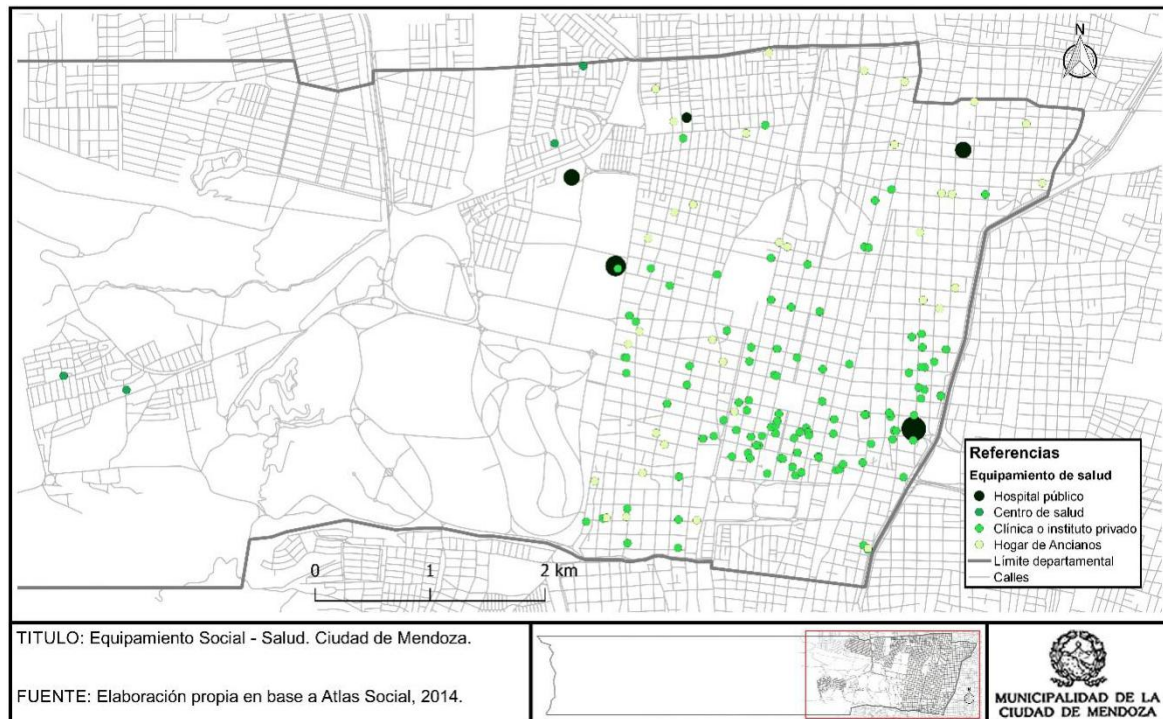 N
Referencias
Equipamiento de salud
Hospital público
Centro de salud
Clínica o instituto privado
Hogar de Ancianos
Límite departamental
Calles
0 1 2 km
TITULO: Equipamiento Social - Salud. Ciudad de Mendoza.
FUENTE: Elaboración propia en base a Atlas Social, 2014.
MUNICIPALIDAD DE LA
CIUDAD DE MENDOZA